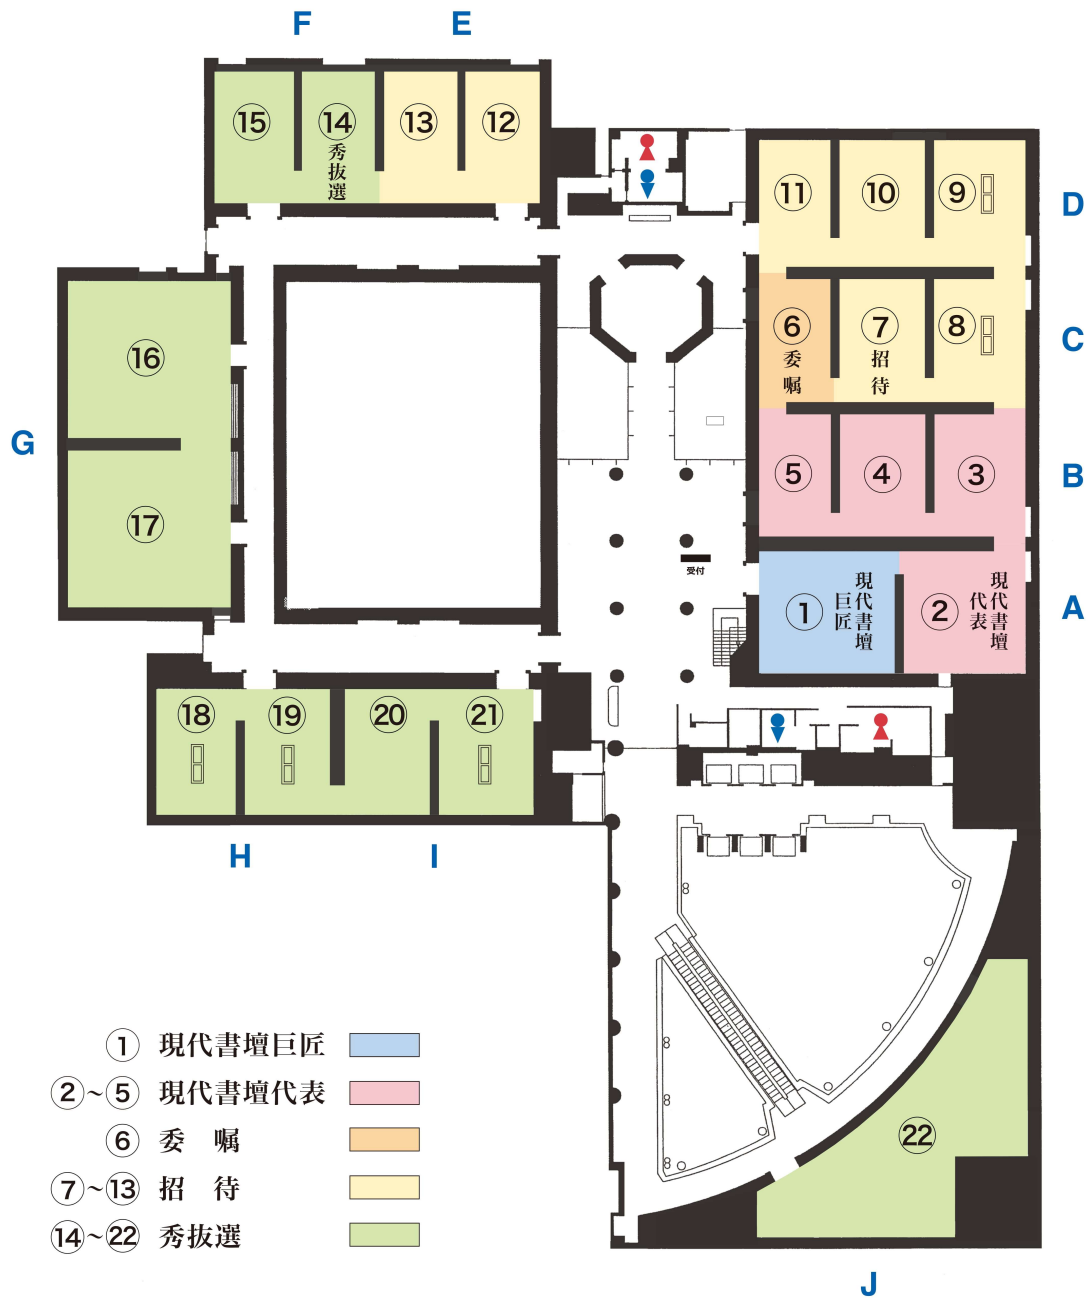 F E
⑮ ⑭ ⑬ ⑫
秀抜選
⑪ ⑩ ⑨
D
⑥ ⑦ ⑧
委嘱
招待
C
⑯
G
⑰
⑤ ④ ③
B
受付
① 現代書壇
巨匠
② 現代書壇
代表
A
⑱ ⑲ ⑳ ㉑
H I
㉒
J
① 現代書壇巨匠
②~⑤ 現代書壇代表
⑥ 委 嘱
⑦~⑬ 招 待
⑭~㉒ 秀抜選